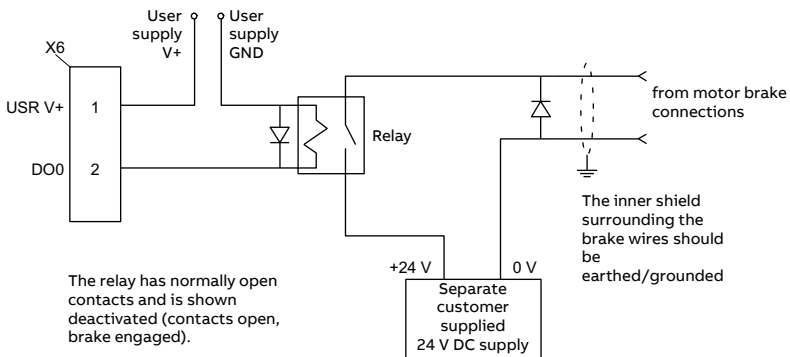 User
supply
V+
User
supply
GND
X6
USR V+
1
DO0
2
Relay
from motor brake
connections
The inner shield
surrounding the
brake wires should
be
earthed/grounded
+24 V
0 V
Separate
customer
supplied
24 V DC supply
The relay has normally open
contacts and is shown
deactivated (contacts open,
brake engaged).